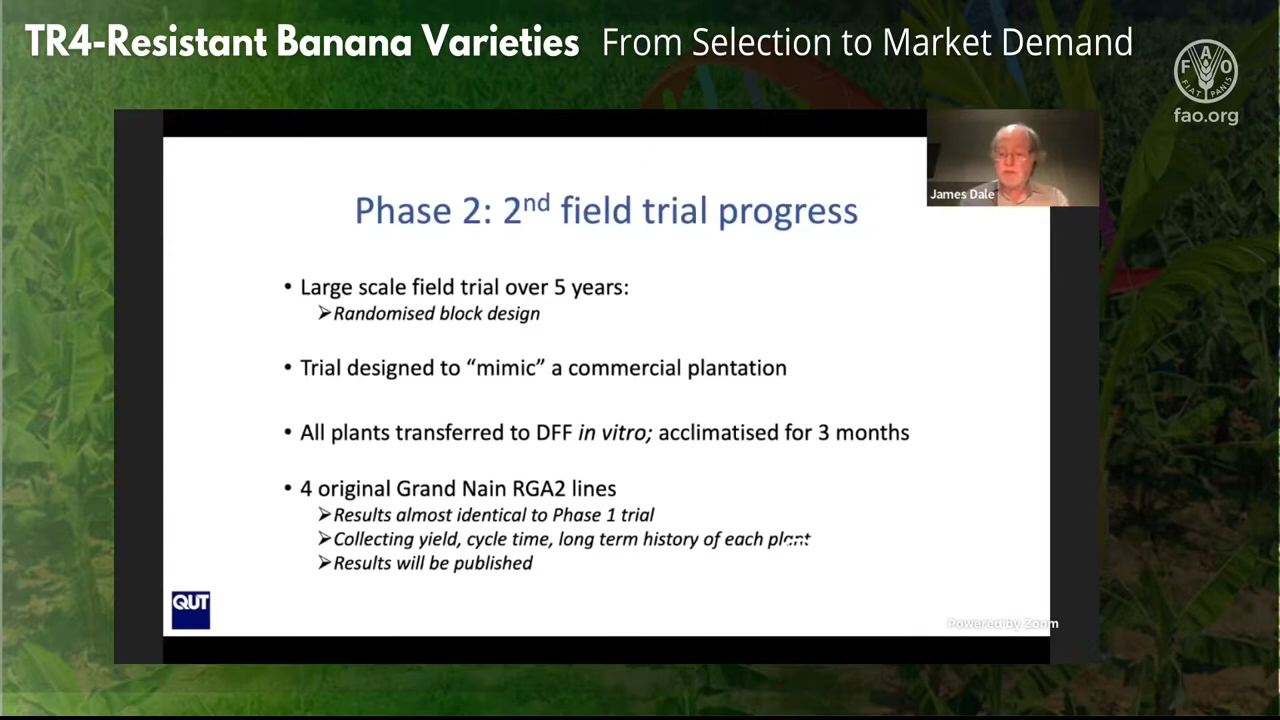 TR4-Resistant Banana Varieties From Selection to Market Demand
F A O
FIAT PANIS
fao.org
James Dale
Phase 2: 2nd field trial progress
• Large scale field trial over 5 years:
➢Randomised block design
• Trial designed to “mimic” a commercial plantation
• All plants transferred to DFF in vitro; acclimatised for 3 months
• 4 original Grand Nain RGA2 lines
➢Results almost identical to Phase 1 trial
➢Collecting yield, cycle time, long term history of each plant
➢Results will be published
QUT
Powered by Zoom